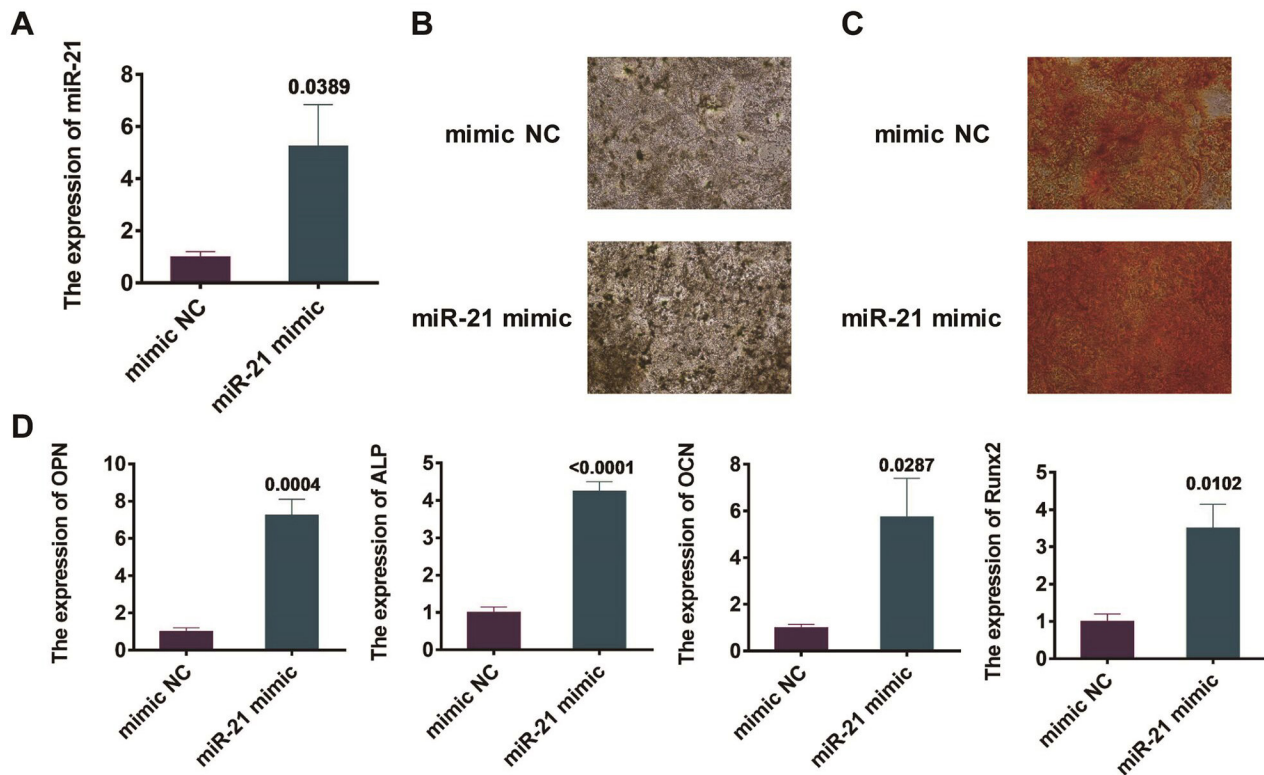 A
The expression of miR-21
8
6
4
2
0
0.0389
mimic NC
miR-21 mimic
B
mimic NC
miR-21 mimic
C
mimic NC
miR-21 mimic
D
The expression of OPN
10
8
6
4
2
0
0.0004
mimic NC
miR-21 mimic
The expression of ALP
5
4
3
2
1
0
<0.0001
mimic NC
miR-21 mimic
The expression of OCN
8
6
4
2
0
0.0287
mimic NC
miR-21 mimic
The expression of Runx2
5
4
3
2
1
0
0.0102
mimic NC
miR-21 mimic